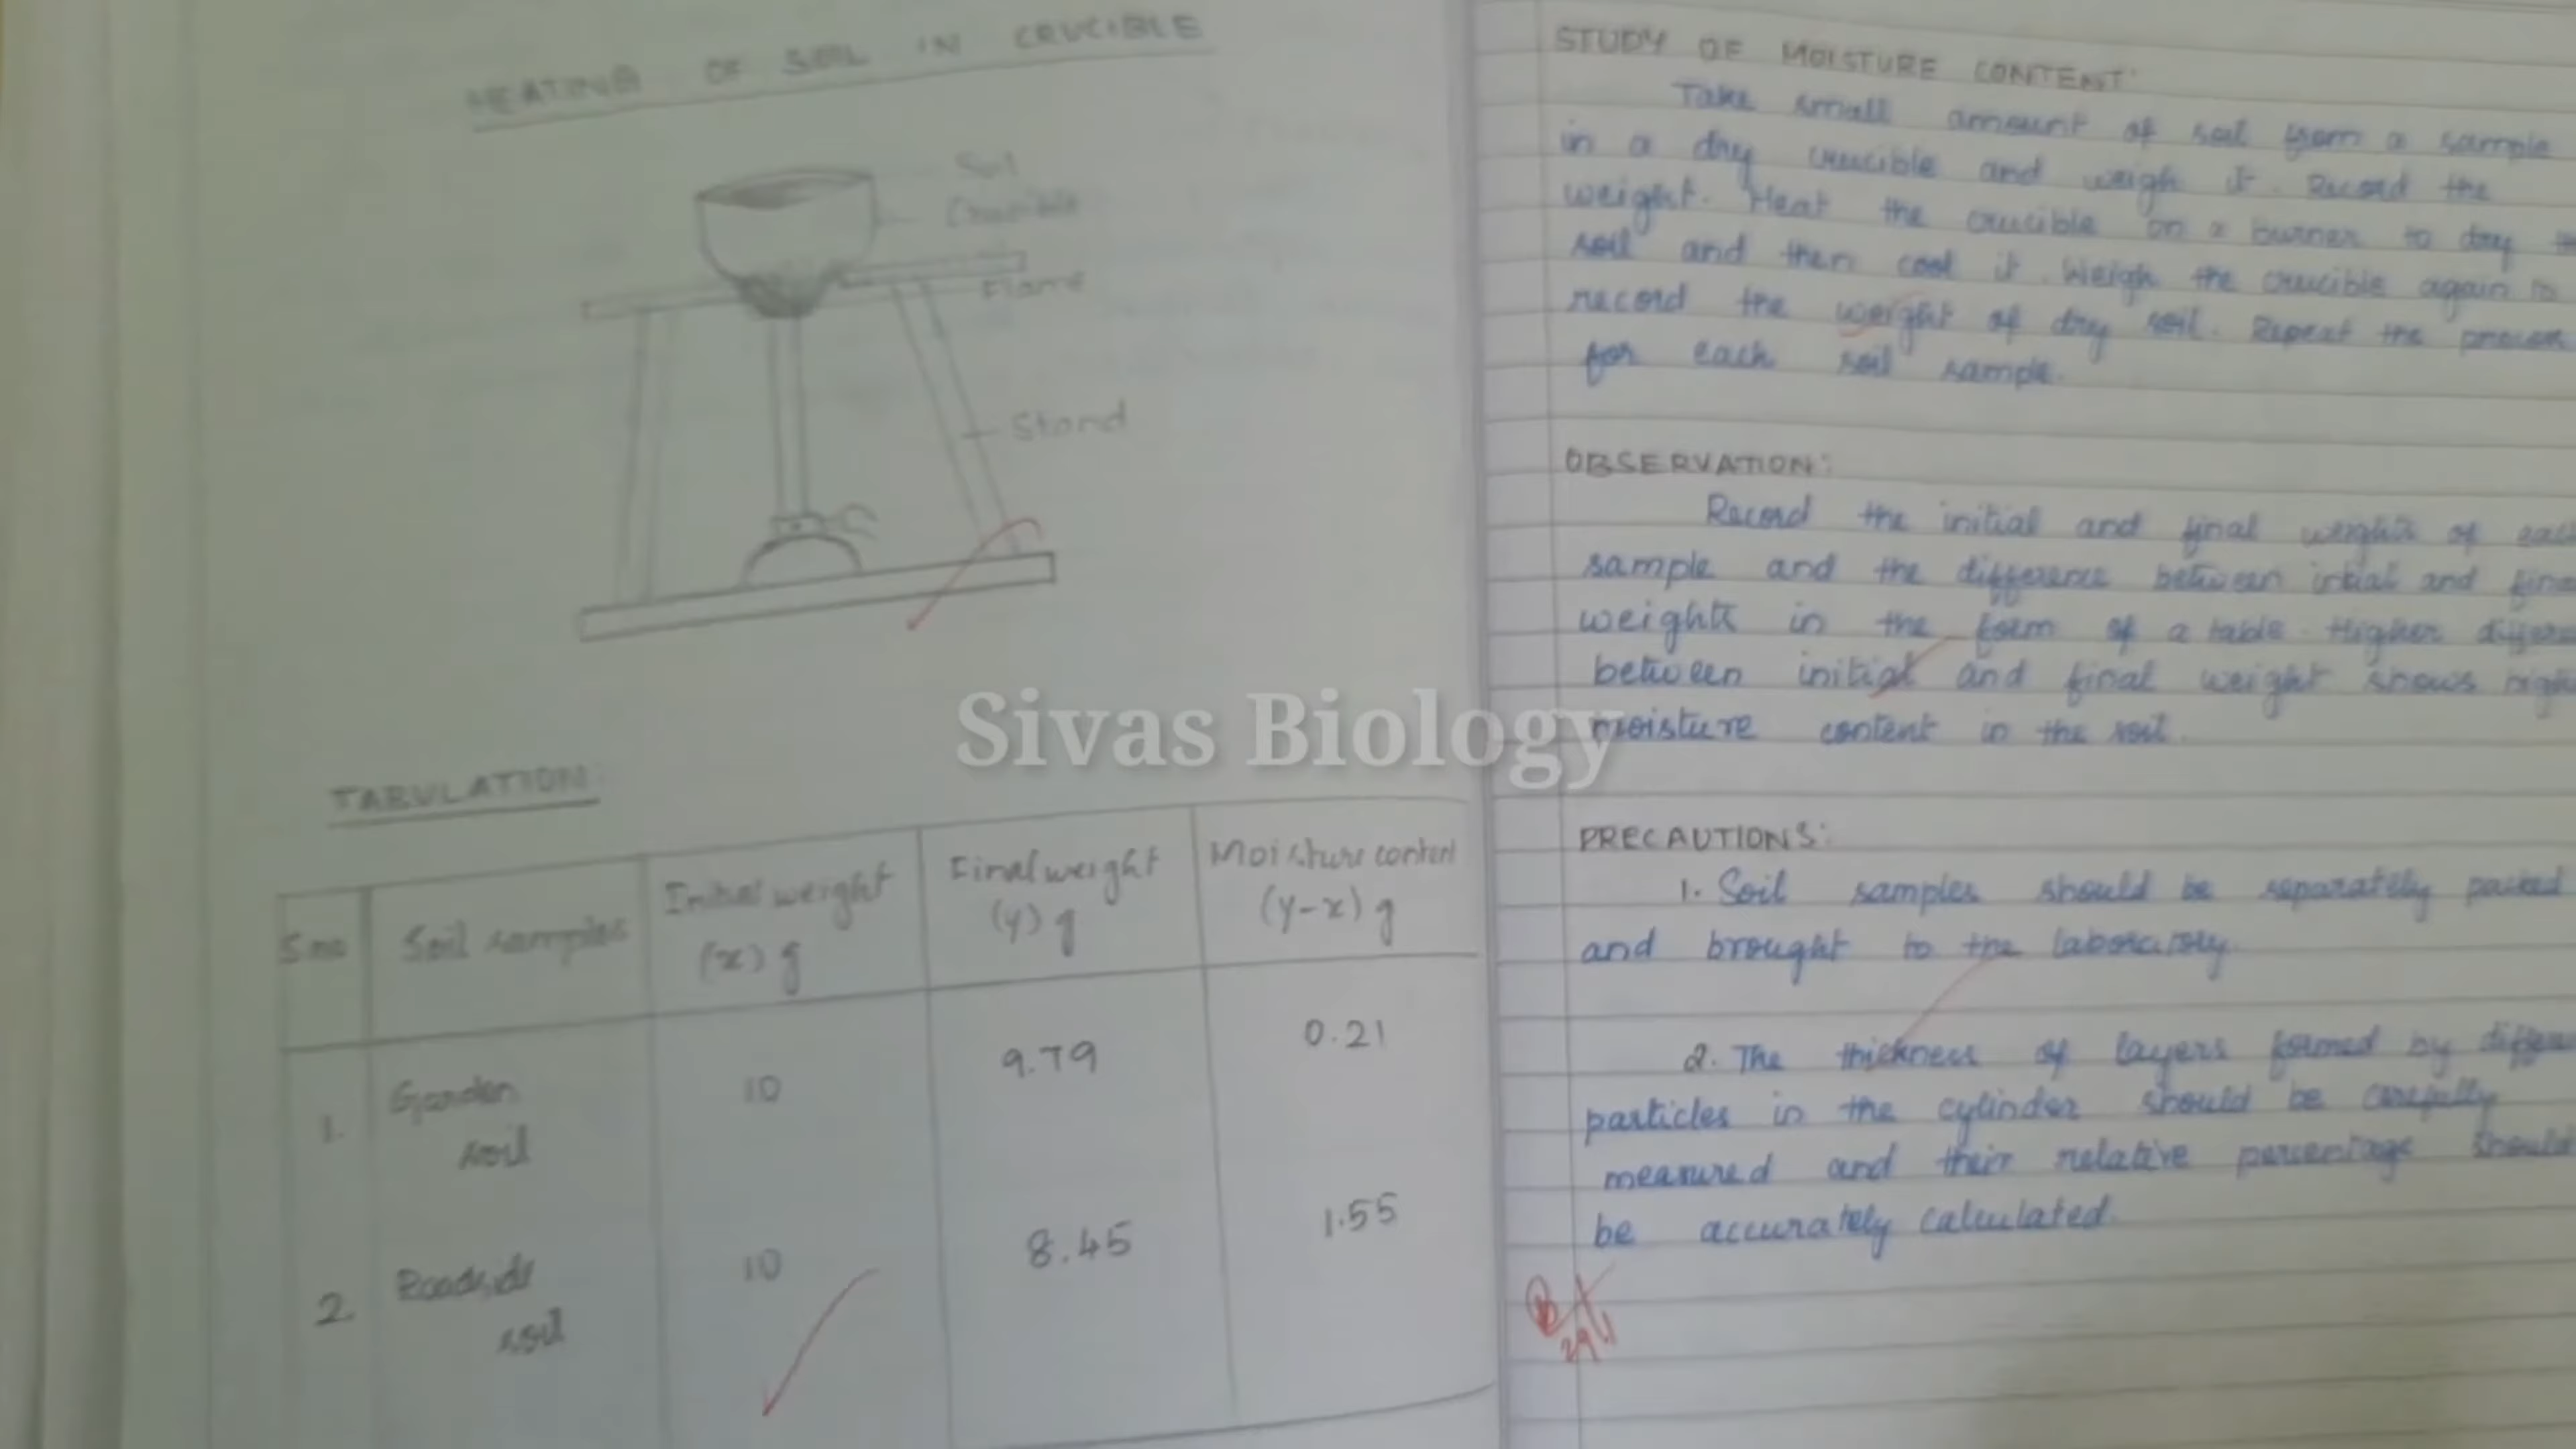 HEATING OF SOIL IN CRUCIBLE
Soil
Crucible
Flame
Stand
TABULATION:
S.no Soil samples Initial weight (x) g Final weight (y) g Moisture content (y-x) g
1. Garden soil 10 9.79 0.21
2. Roadside soil 10 8.45 1.55
STUDY OF MOISTURE CONTENT:
Take small amount of soil from a sample
in a dry crucible and weigh it. Record the
weight. Heat the crucible on a burner to dry
soil and then cool it. Weigh the crucible again to
record the weight of dry soil. Repeat the
for each soil sample.
OBSERVATION:
Record the initial and final weights of
sample and the difference between intial and
weights in the form of a table. Higher
between initial and final weight shows
moisture content in the soil.
PRECAUTIONS:
1. Soil samples should be separately packed
and brought to the laboratory
2. The thickness of layers formed by
particles in the cylinder should be carefully
measured and their relative percentage should
be accurately calculated.
Sivas Biology